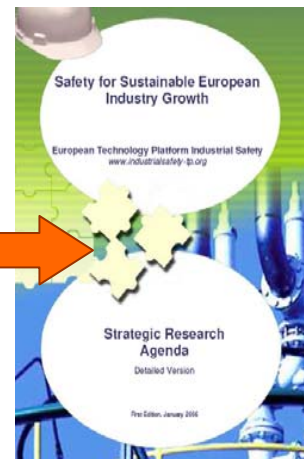 Safety for Sustainable European
Industry Growth
European Technology Platform Industrial Safety
www.industrialsafety-tp.org
Strategic Research
Agenda
Detailed Version
First Edition, January 2006